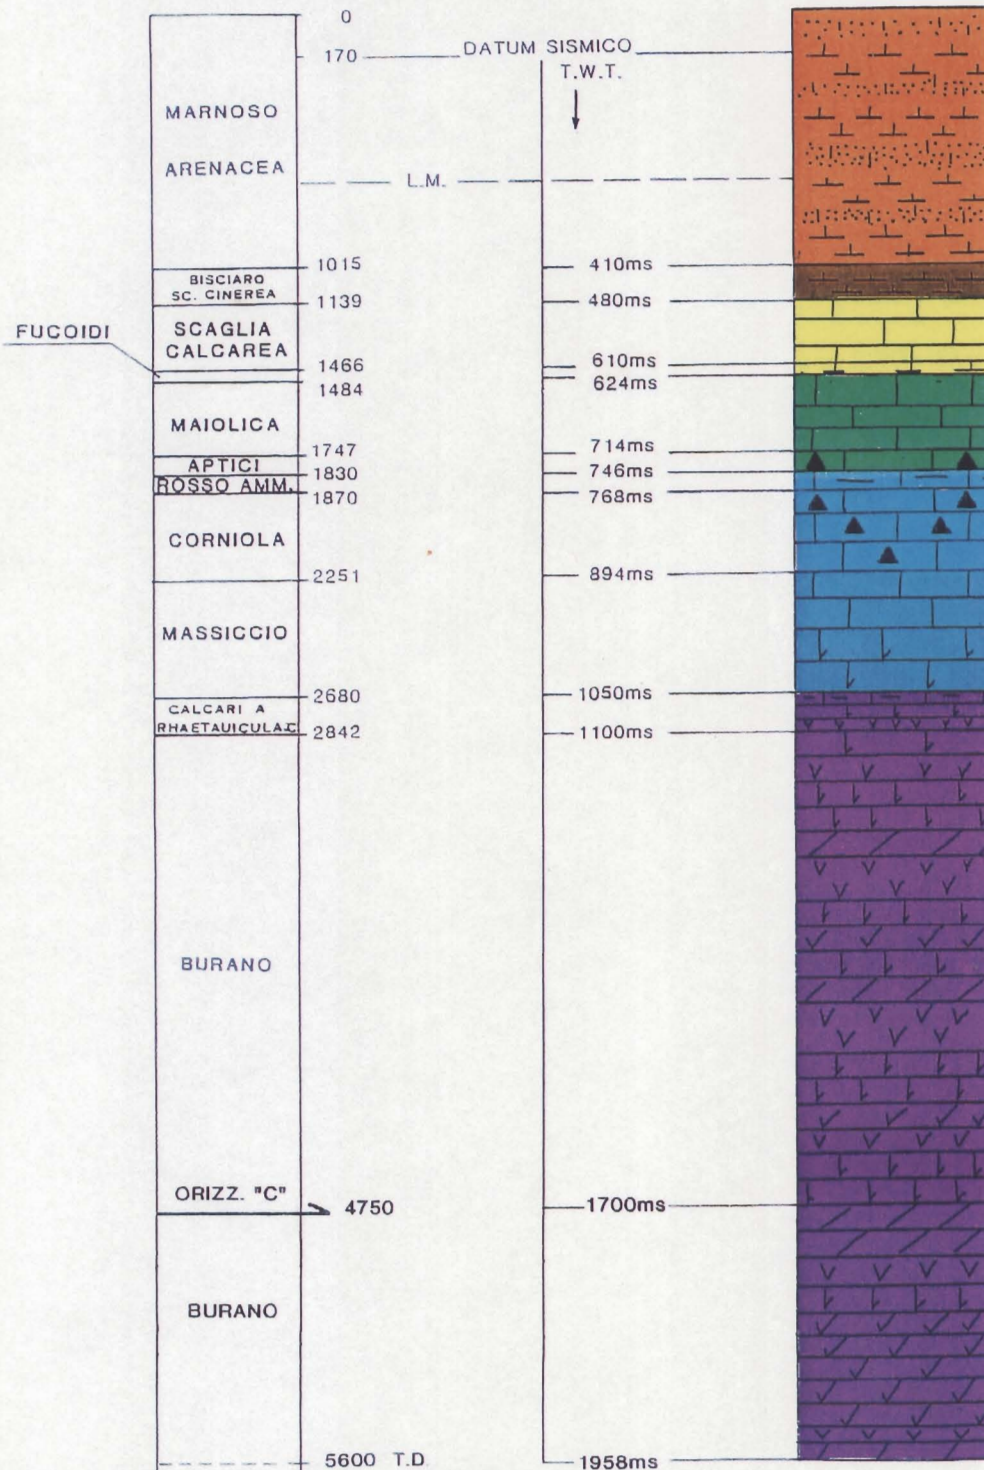 0
170 DATUM SISMICO
T.W.T.
MARNOSO
ARENACEA
L.M.
1015 410ms
BISCIARO
SC. CINEREA
1139 480ms
FUCOIDI
SCAGLIA
CALCAREA
1466 610ms
1484 624ms
MAIOLICA
1747 714ms
APTICI
1830 746ms
ROSSO AMM.
1870 768ms
CORNIOLA
2251 894ms
MASSICCIO
2680 1050ms
CALCARI A
RHAETAUICULAE
2842 1100ms
BURANO
ORIZZ. "C"
4750 1700ms
BURANO
5600 T.D. 1958ms